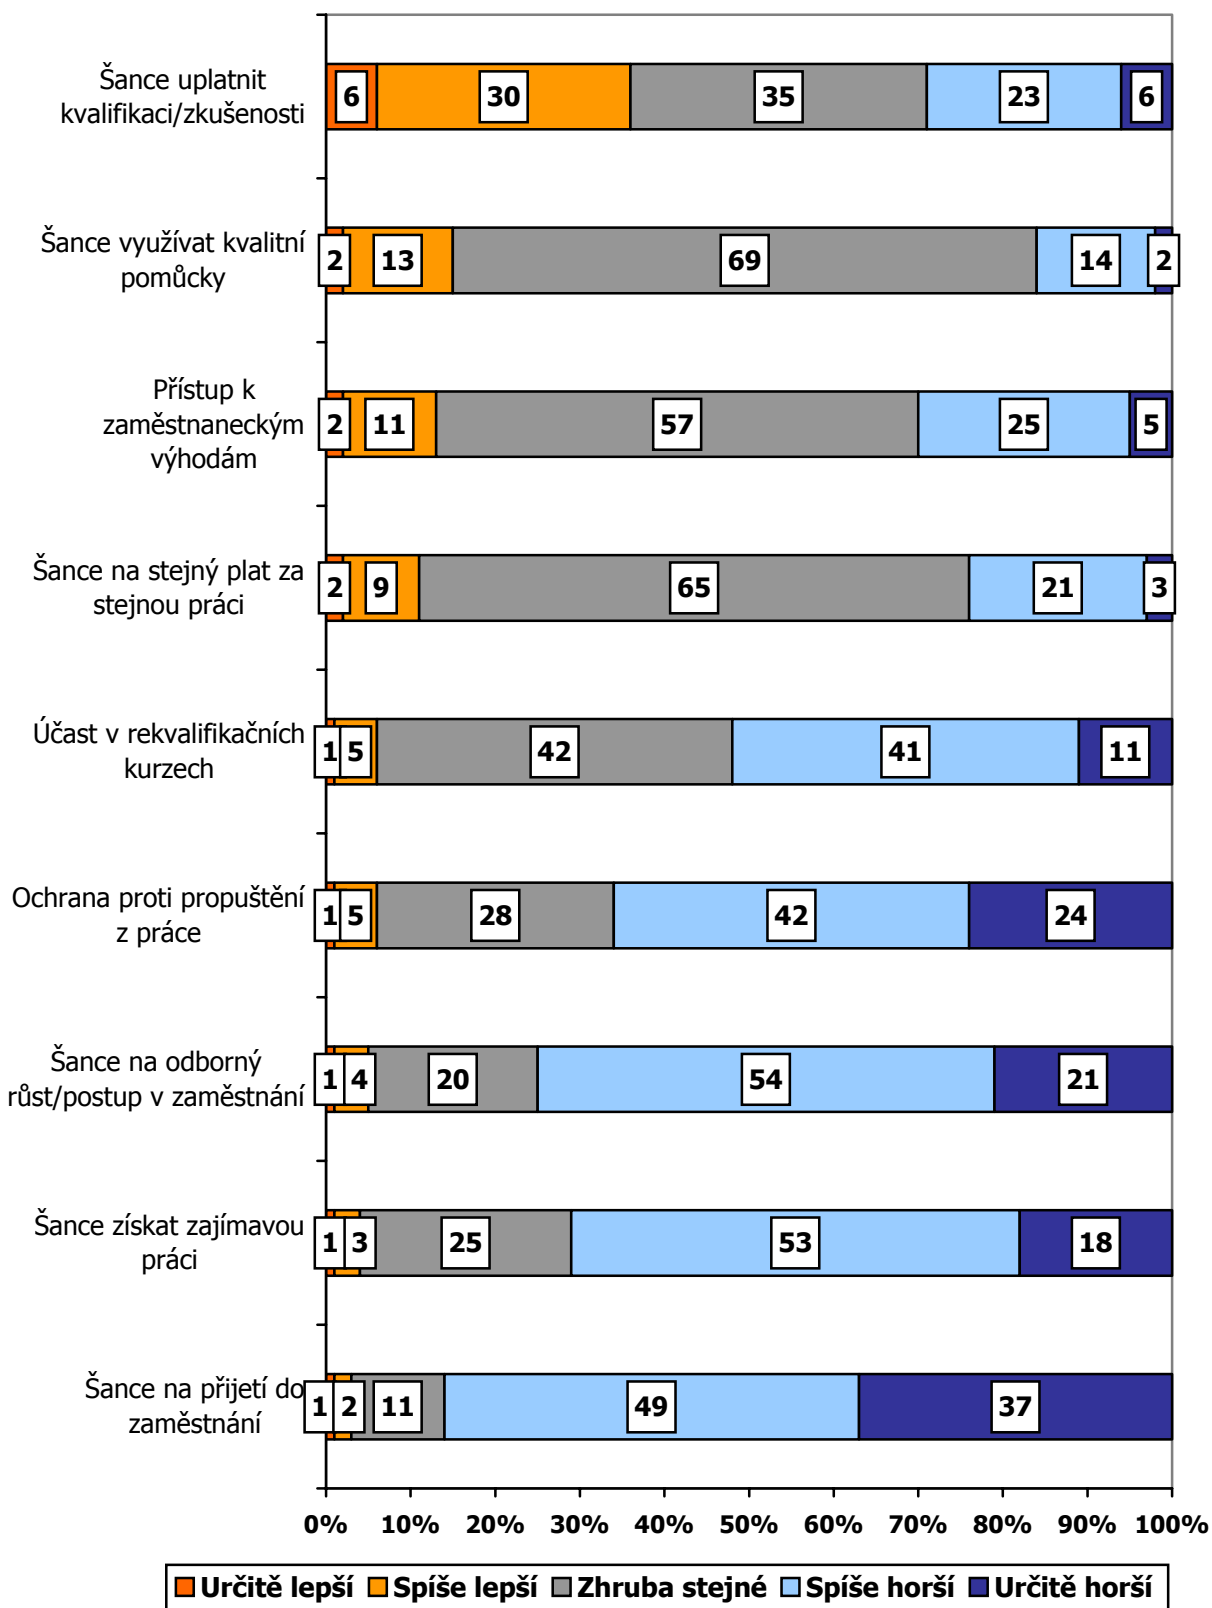 Šance uplatnit
kvalifikaci/zkušenosti
6 30 35 23 6
Šance využívat kvalitní
pomůcky
2 13 69 14 2
Přístup k
zaměstnaneckým
výhodám
2 11 57 25 5
Šance na stejný plat za
stejnou práci
2 9 65 21 3
Účast v rekvalifikačních
kurzech
1 5 42 41 11
Ochrana proti propuštění
z práce
1 5 28 42 24
Šance na odborný
růst/postup v zaměstnání
1 4 20 54 21
Šance získat zajímavou
práci
1 3 25 53 18
Šance na přijetí do
zaměstnání
1 2 11 49 37
0% 10% 20% 30% 40% 50% 60% 70% 80% 90% 100%
Určitě lepší Spíše lepší Zhruba stejné Spíše horší Určitě horší